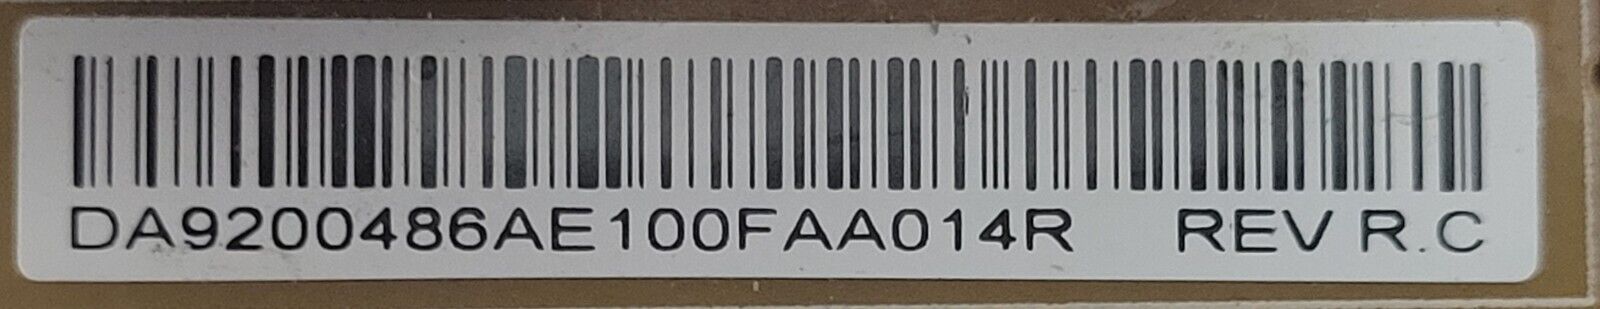 DA9200486AE100FAA014R REV R.C